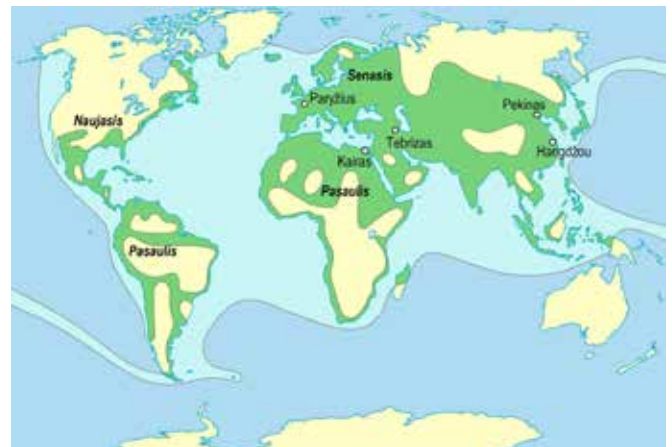 Senasis
Paryžius
Naujasis
Pekinas
Tebrizas
Hangdžou
Kairas
Pasaulis
Pasaulis